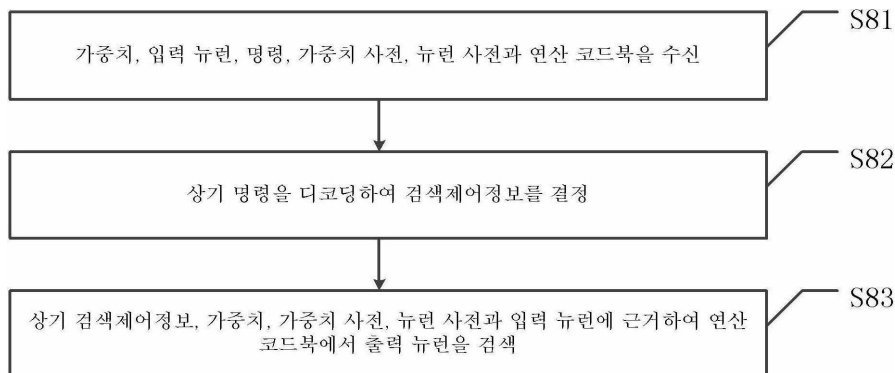 S81
가중치, 입력 뉴런, 명령, 가중치 사전, 뉴런 사전과 연산 코드북을 수신
S82
상기 명령을 디코딩하여 검색제어정보를 결정
S83
상기 검색제어정보, 가중치, 가중치 사전, 뉴런 사전과 입력 뉴런에 근거하여 연산
코드북에서 출력 뉴런을 검색